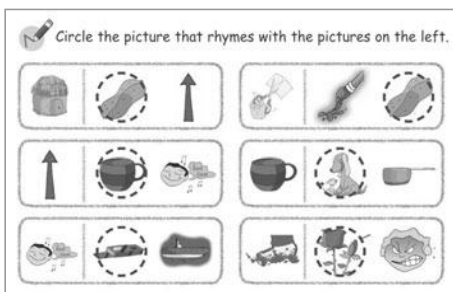 Circle the picture that rhymes with the pictures on the left.